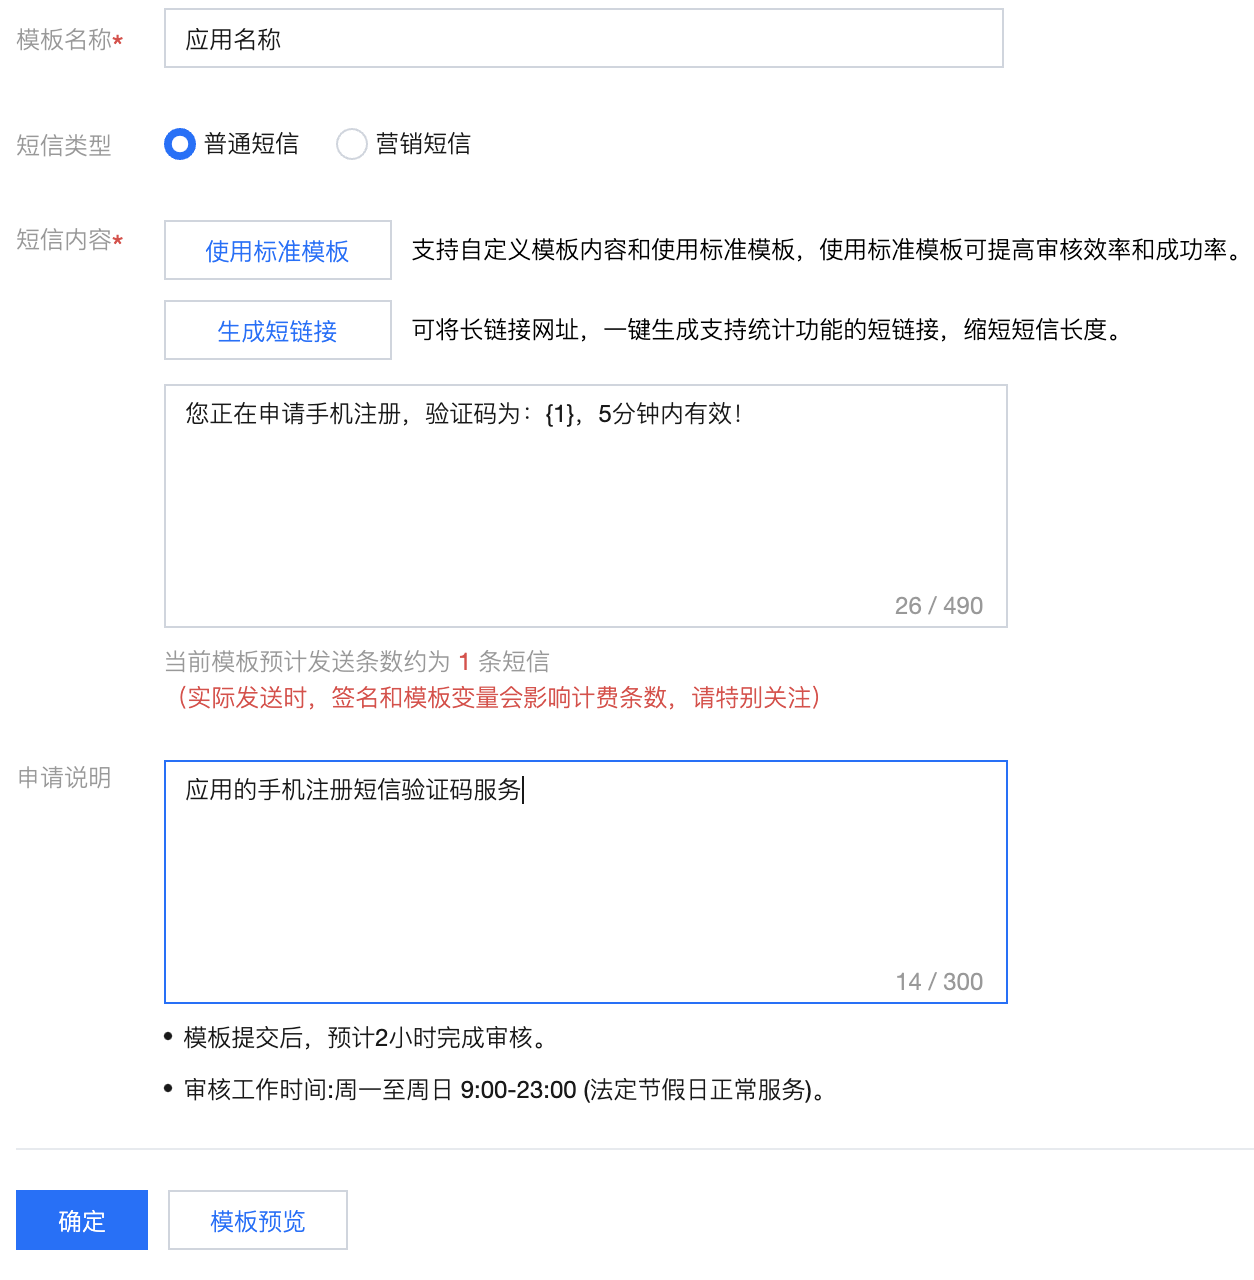 模板名称* 应用名称
短信类型 普通短信 营销短信
短信内容* 使用标准模板 支持自定义模板内容和使用标准模板，使用标准模板可提高审核效率和成功率。
生成短链接 可将长链接网址，一键生成支持统计功能的短链接，缩短短信长度。
您正在申请手机注册，验证码为：{1}，5分钟内有效！
26 / 490
当前模板预计发送条数约为 1 条短信
（实际发送时，签名和模板变量会影响计费条数，请特别关注）
申请说明 应用的手机注册短信验证码服务
14 / 300
• 模板提交后，预计2小时完成审核。
• 审核工作时间:周一至周日 9:00-23:00 (法定节假日正常服务)。
确定 模板预览